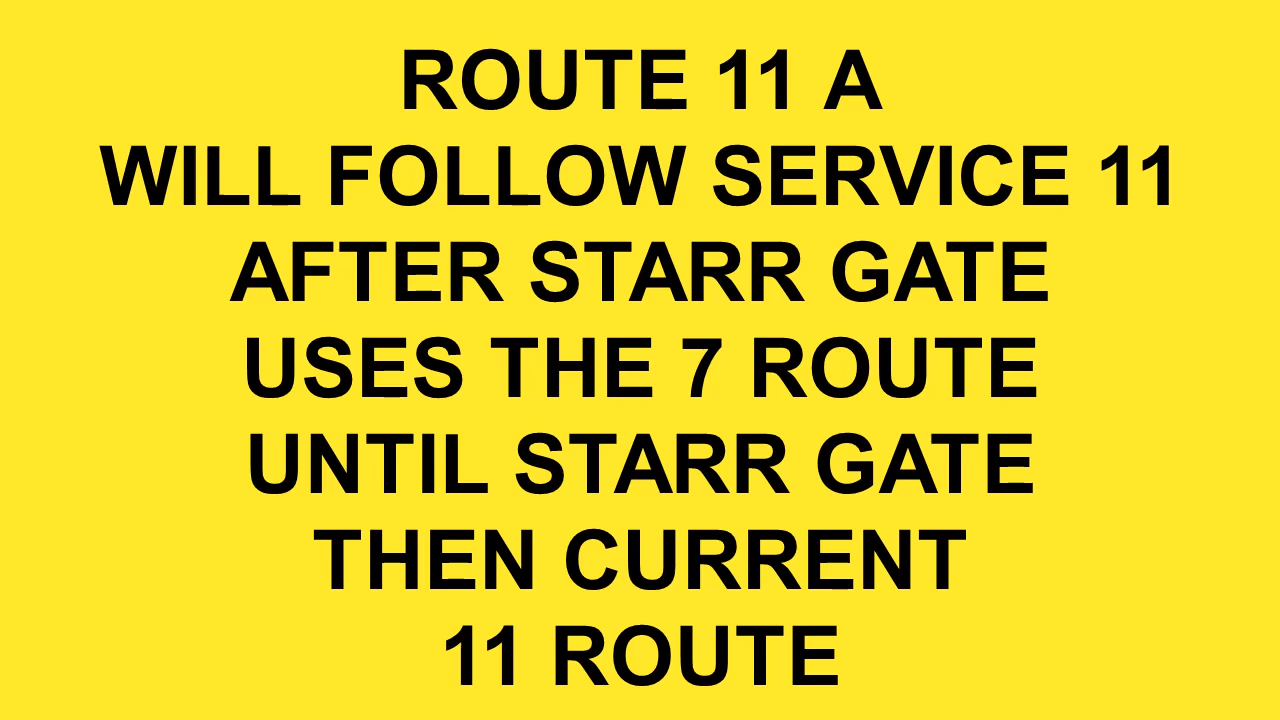 ROUTE 11 A
WILL FOLLOW SERVICE 11
AFTER STARR GATE
USES THE 7 ROUTE
UNTIL STARR GATE
THEN CURRENT
11 ROUTE